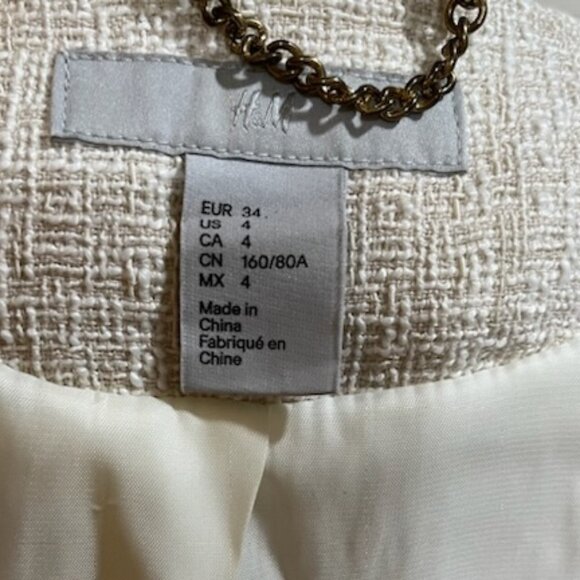 H&M
EUR 34
US 4
CA 4
CN 160/80A
MX 4
Made in
China
Fabriqué en
Chine